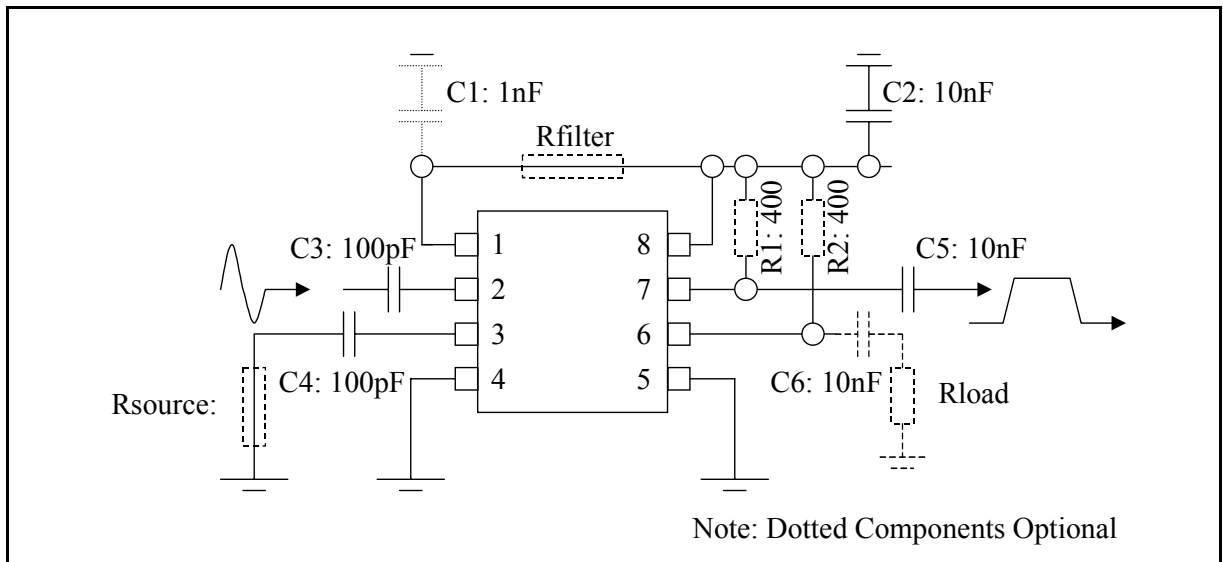 C1: 1nF
C2: 10nF
Rfilter
R1: 400
R2: 400
C3: 100pF
1
8
C5: 10nF
2
7
3
6
C4: 100pF
4
5
C6: 10nF
Rsource:
Rload
Note: Dotted Components Optional